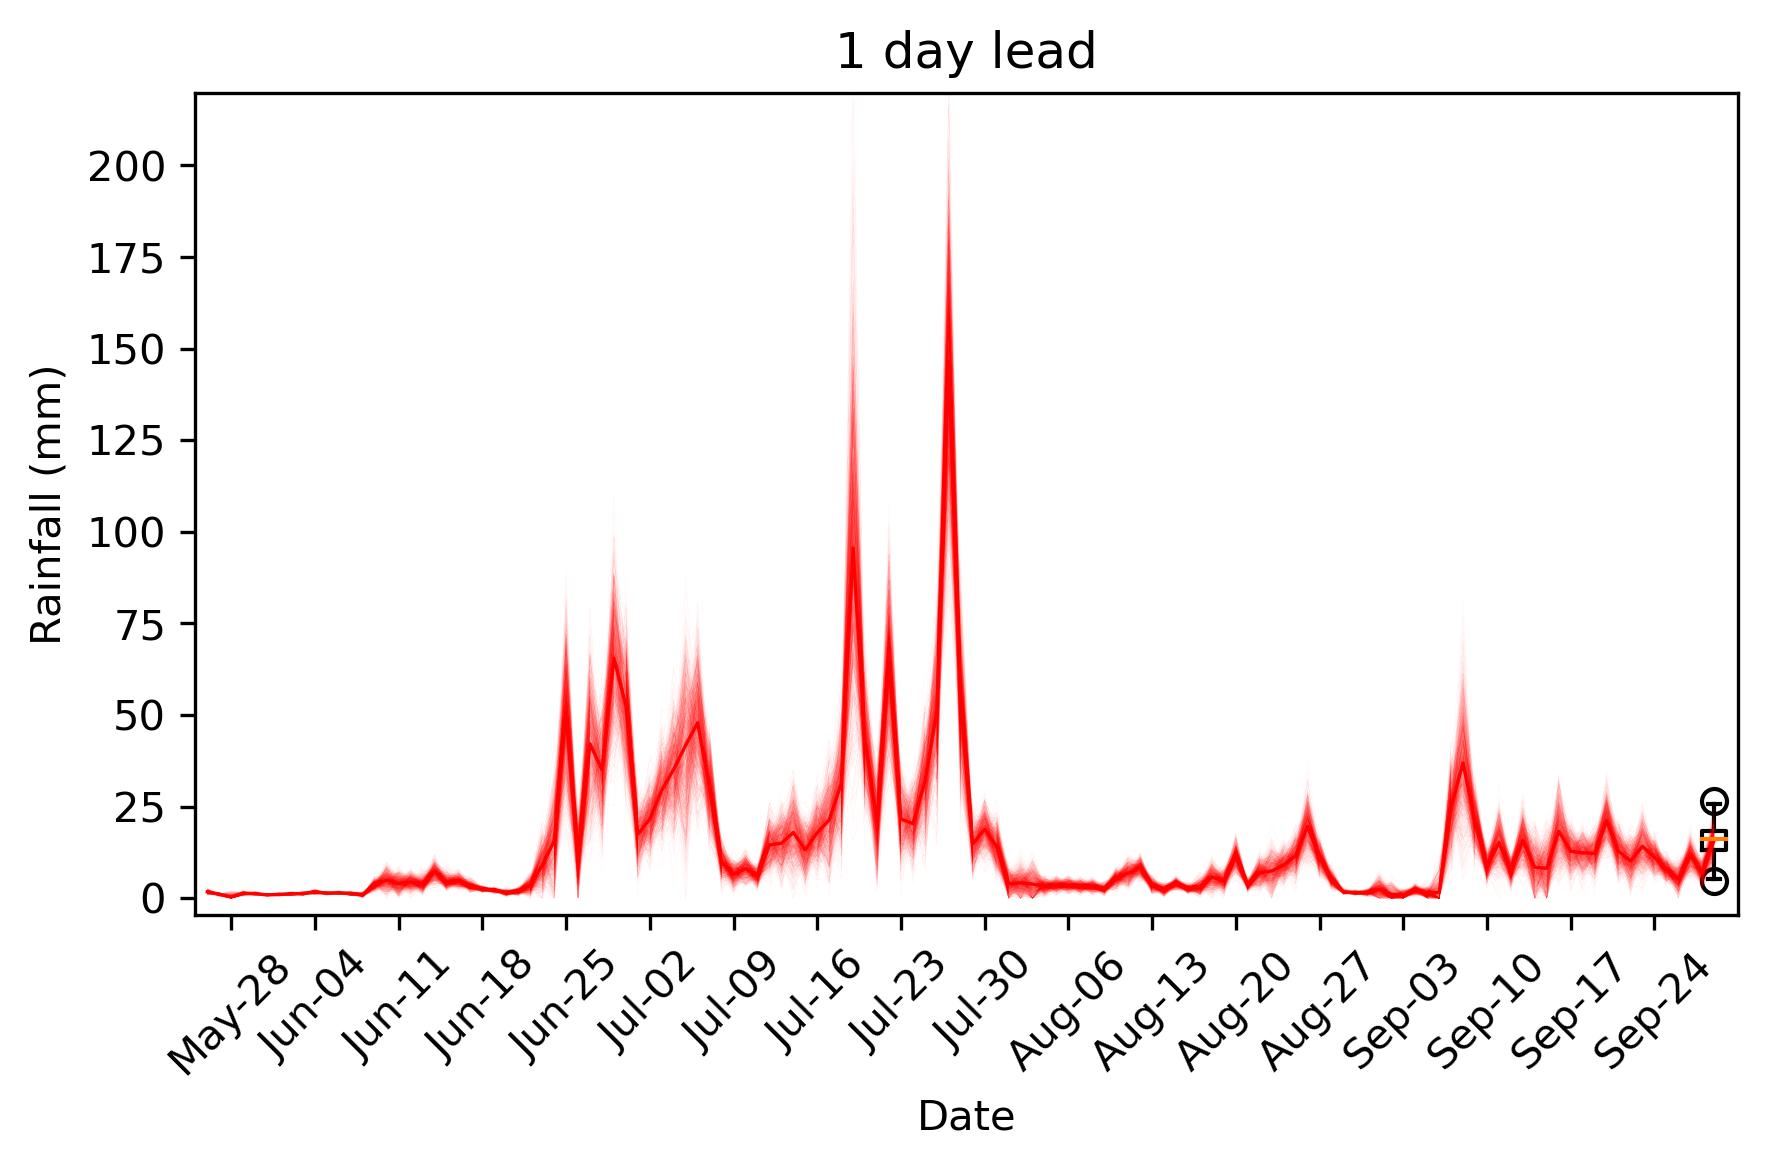 1 day lead
Rainfall (mm)
200
175
150
125
100
75
50
25
0
May-28
Jun-04
Jun-11
Jun-18
Jun-25
Jul-02
Jul-09
Jul-16
Jul-23
Jul-30
Aug-06
Aug-13
Aug-20
Aug-27
Sep-03
Sep-10
Sep-17
Sep-24
Date